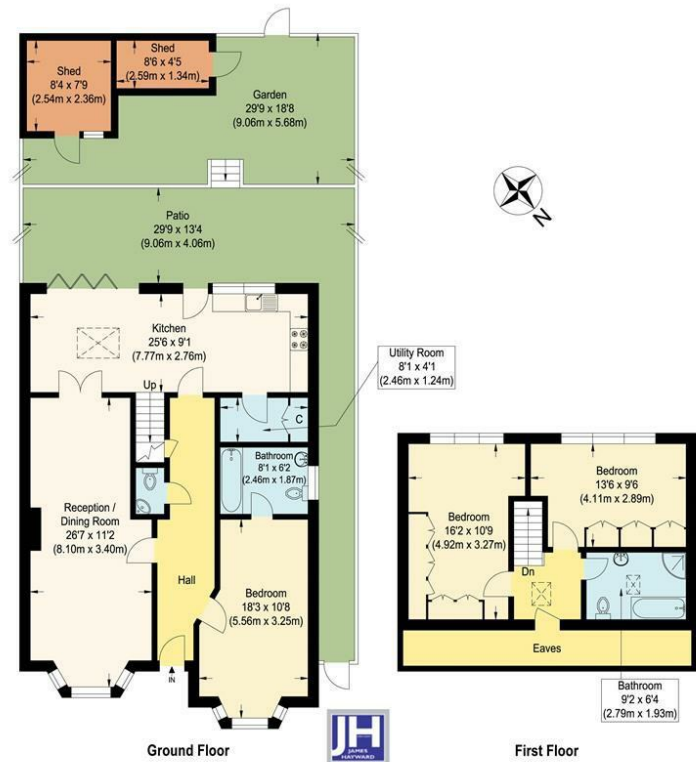 Shed
8'4 x 7'9
(2.54m x 2.36m)
Shed
8'6 x 4'5
(2.59m x 1.34m)
Garden
29'9 x 18'8
(9.06m x 5.68m)
Patio
29'9 x 13'4
(9.06m x 4.06m)
N
Kitchen
25'6 x 9'1
(7.77m x 2.76m)
Up
Utility Room
8'1 x 4'1
(2.46m x 1.24m)
C
Bathroom
8'1 x 6'2
(2.46m x 1.87m)
Reception /
Dining Room
26'7 x 11'2
(8.10m x 3.40m)
Hall
Bedroom
18'3 x 10'8
(5.56m x 3.25m)
IN
Ground Floor
JH
JAMES
HAYWARD
Bedroom
16'2 x 10'9
(4.92m x 3.27m)
Bedroom
13'6 x 9'6
(4.11m x 2.89m)
Dn
Eaves
Bathroom
9'2 x 6'4
(2.79m x 1.93m)
First Floor